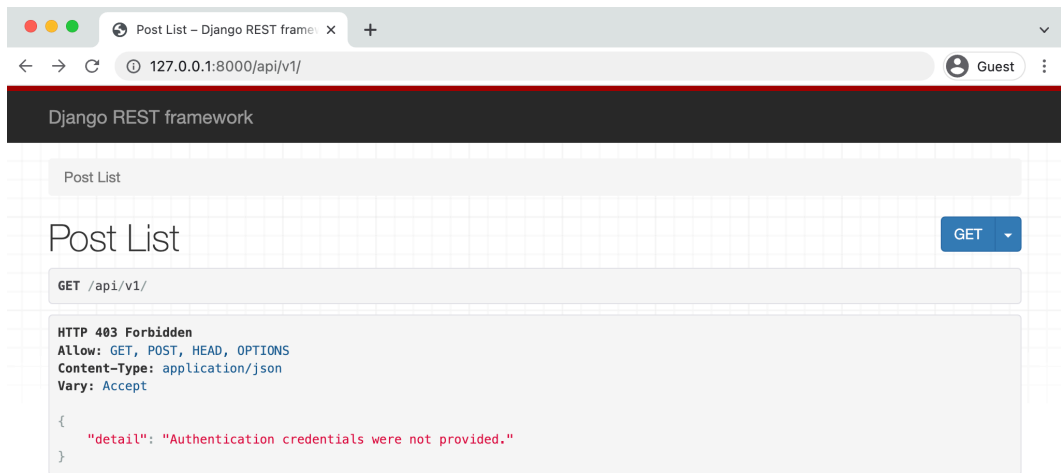 Post List – Django REST framew
127.0.0.1:8000/api/v1/
Guest
Django REST framework
Post List
Post List
GET
GET /api/v1/
HTTP 403 Forbidden
Allow: GET, POST, HEAD, OPTIONS
Content-Type: application/json
Vary: Accept
{
"detail": "Authentication credentials were not provided."
}